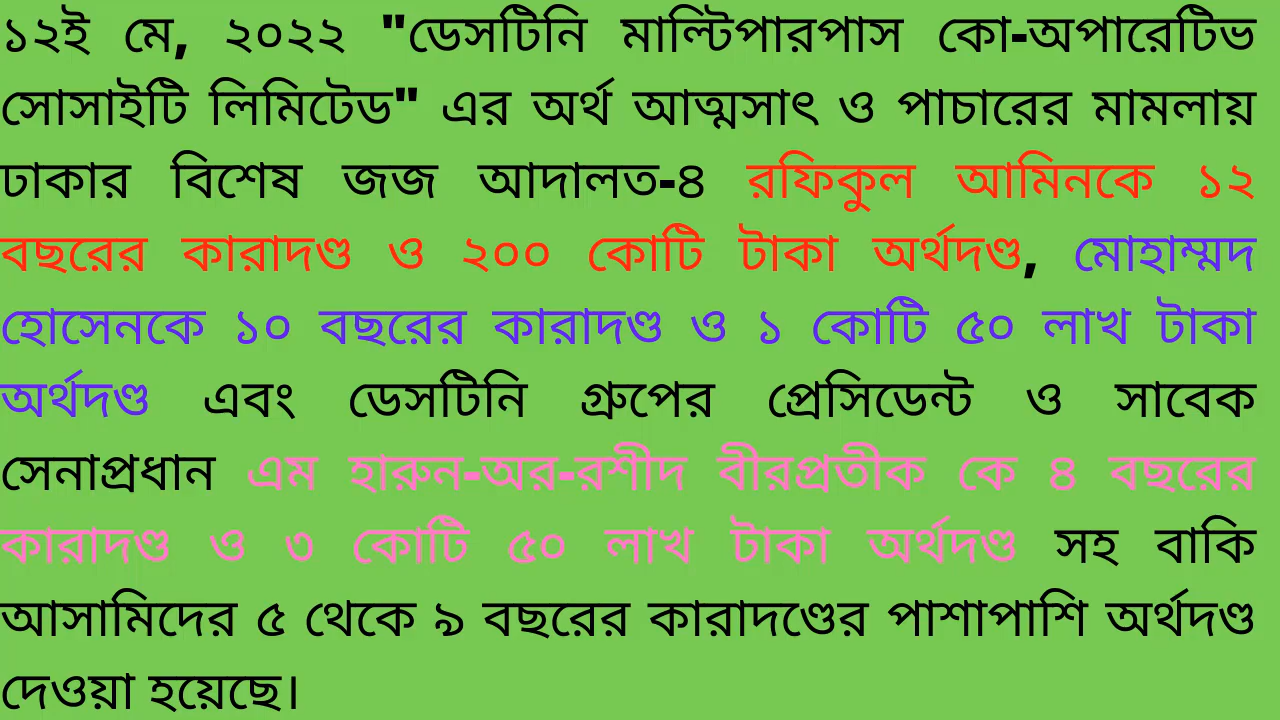 ১২ই মে, ২০২২ "ডেসটিনি মাল্টিপারপাস কো-অপারেটিভ
সোসাইটি লিমিটেড" এর অর্থ আত্মসাৎ ও পাচারের মামলায়
ঢাকার বিশেষ জজ আদালত-৪ রফিকুল আমিনকে ১২
বছরের কারাদণ্ড ও ২০০ কোটি টাকা অর্থদণ্ড, মোহাম্মদ
হোসেনকে ১০ বছরের কারাদণ্ড ও ১ কোটি ৫০ লাখ টাকা
অর্থদণ্ড এবং ডেসটিনি গ্রুপের প্রেসিডেন্ট ও সাবেক
সেনাপ্রধান এম হারুন-অর-রশীদ বীরপ্রতীক কে ৪ বছরের
কারাদণ্ড ও ৩ কোটি ৫০ লাখ টাকা অর্থদণ্ড সহ বাকি
আসামিদের ৫ থেকে ৯ বছরের কারাদণ্ডের পাশাপাশি অর্থদণ্ড
দেওয়া হয়েছে।